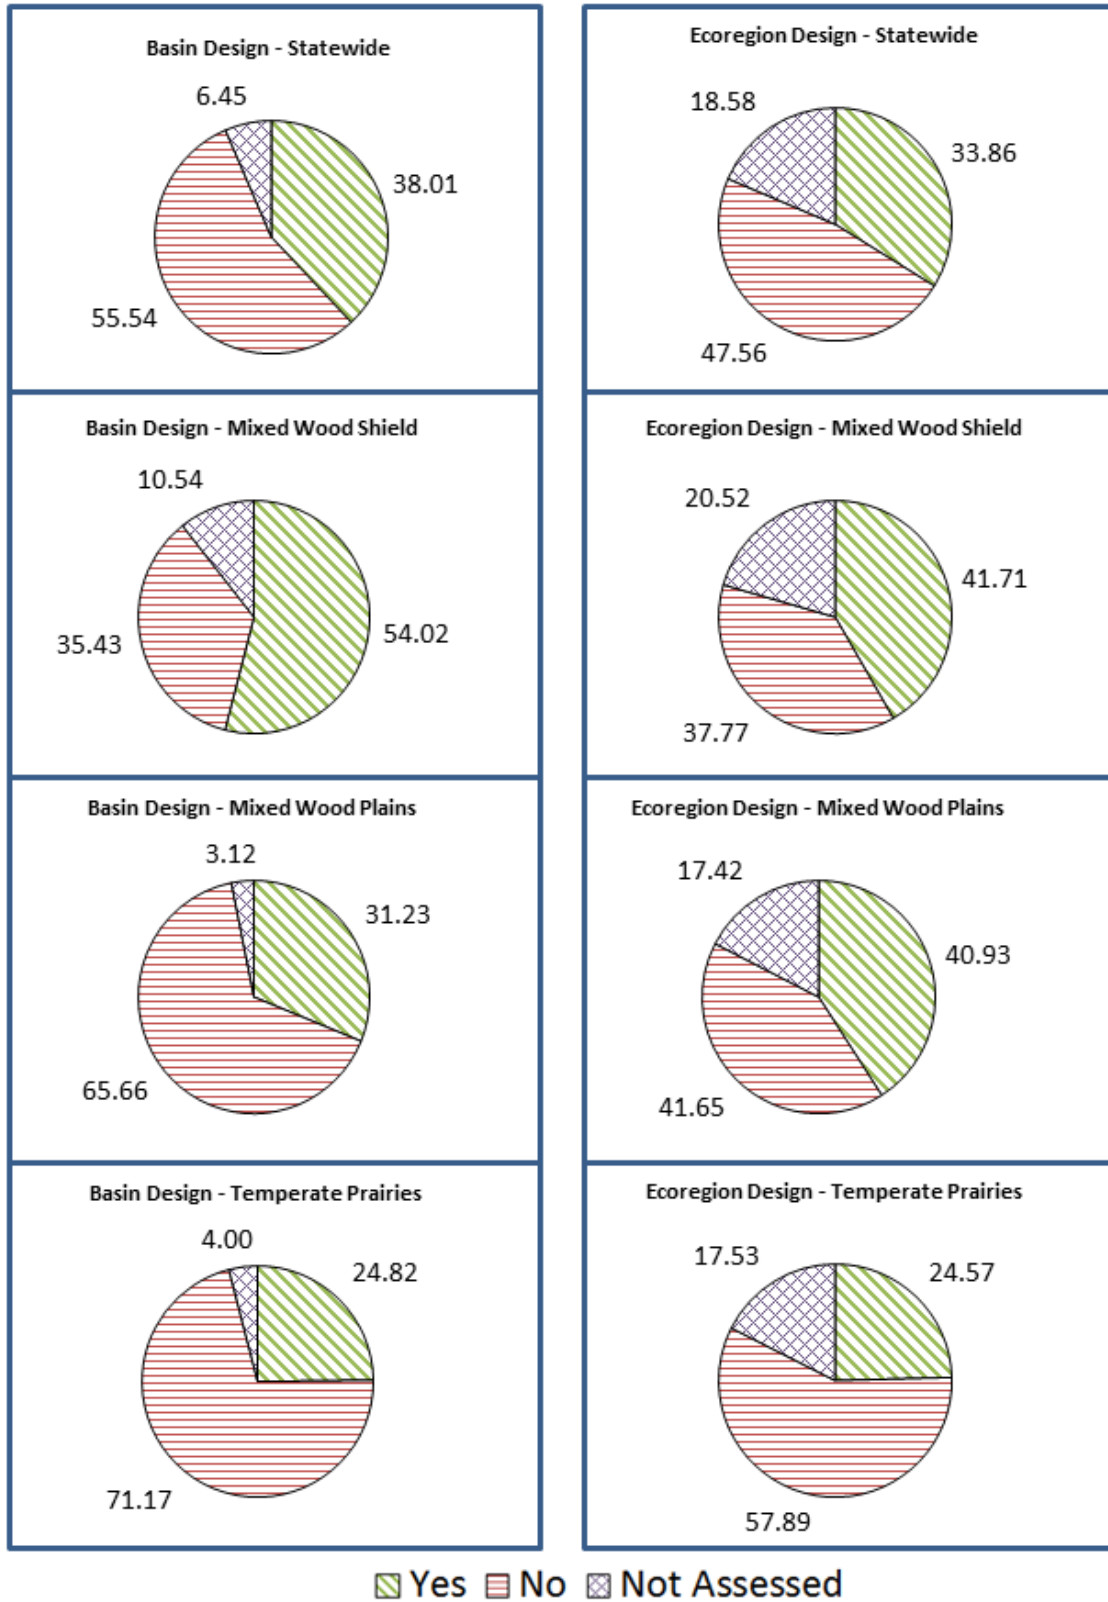 Basin Design - Statewide
6.45
38.01
55.54
Ecoregion Design - Statewide
18.58
33.86
47.56
Basin Design - Mixed Wood Shield
10.54
54.02
35.43
Ecoregion Design - Mixed Wood Shield
20.52
41.71
37.77
Basin Design - Mixed Wood Plains
3.12
31.23
65.66
Ecoregion Design - Mixed Wood Plains
17.42
40.93
41.65
Basin Design - Temperate Prairies
4.00
24.82
71.17
Ecoregion Design - Temperate Prairies
17.53
24.57
57.89
Yes No Not Assessed